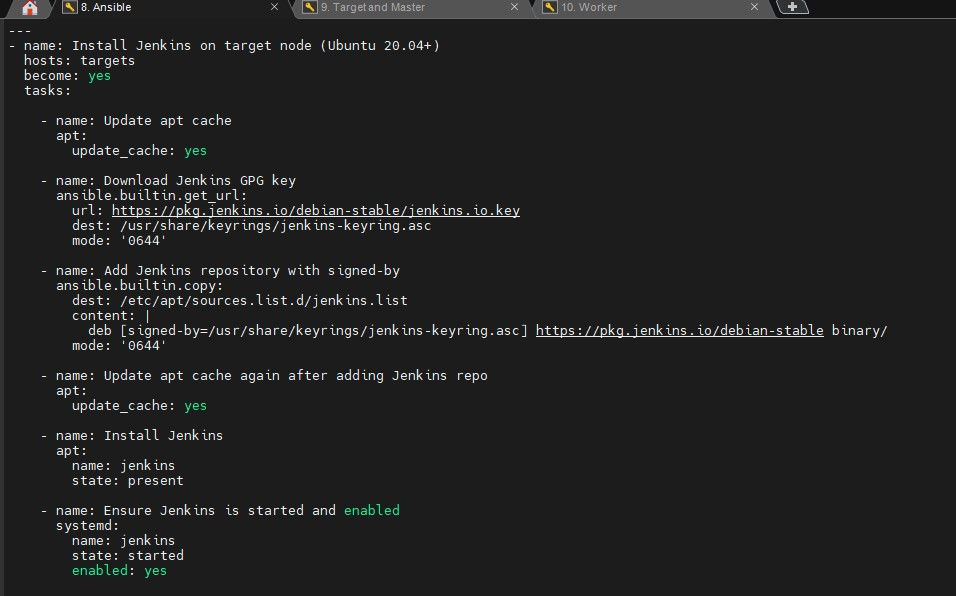 8. Ansible
9. Target and Master
10. Worker
---
- name: Install Jenkins on target node (Ubuntu 20.04+)
  hosts: targets
  become: yes
  tasks:
    - name: Update apt cache
      apt:
        update_cache: yes
    - name: Download Jenkins GPG key
      ansible.builtin.get_url:
        url: https://pkg.jenkins.io/debian-stable/jenkins.io.key
        dest: /usr/share/keyrings/jenkins-keyring.asc
        mode: '0644'
    - name: Add Jenkins repository with signed-by
      ansible.builtin.copy:
        dest: /etc/apt/sources.list.d/jenkins.list
        content: |
          deb [signed-by=/usr/share/keyrings/jenkins-keyring.asc] https://pkg.jenkins.io/debian-stable binary/
        mode: '0644'
    - name: Update apt cache again after adding Jenkins repo
      apt:
        update_cache: yes
    - name: Install Jenkins
      apt:
        name: jenkins
        state: present
    - name: Ensure Jenkins is started and enabled
      systemd:
        name: jenkins
        state: started
        enabled: yes